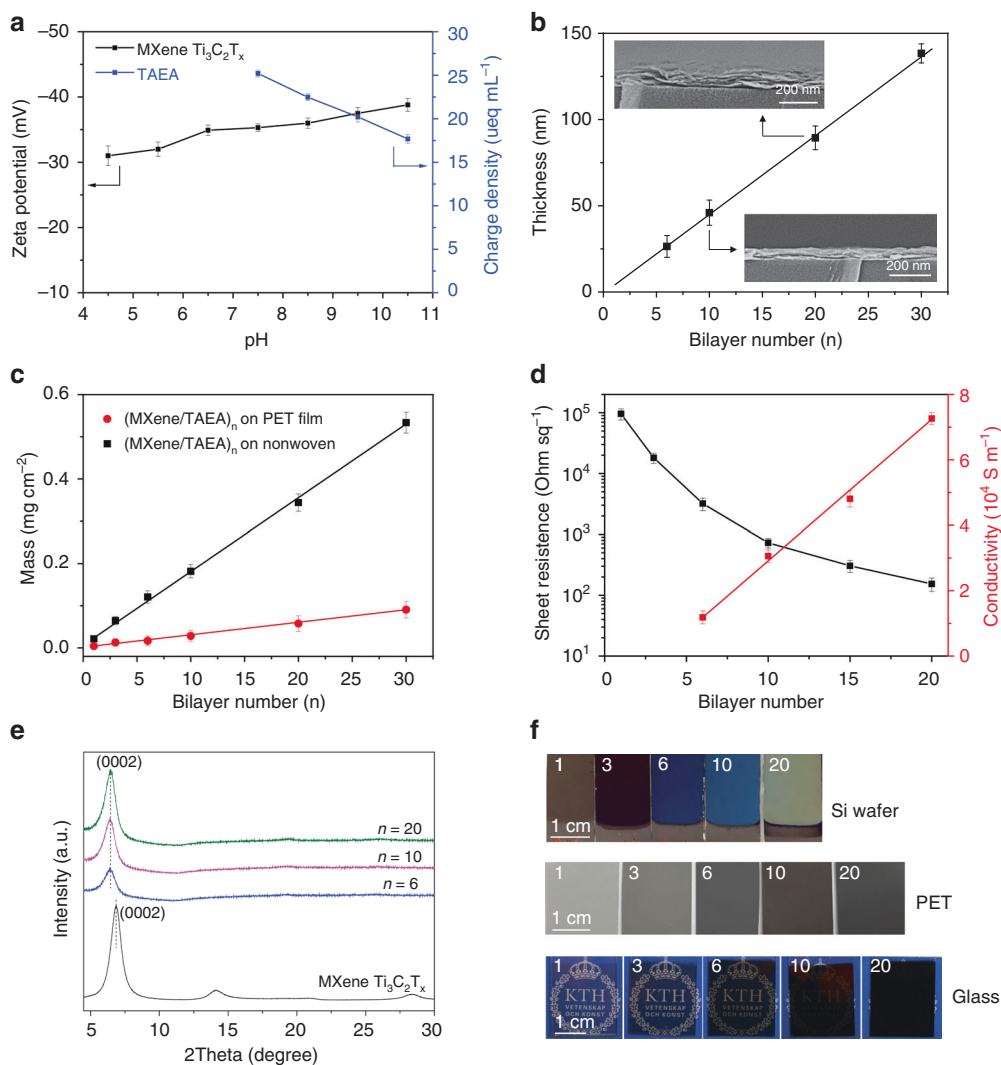 a
MXene Ti₃C₂Tₓ
TAEA
Zeta potential (mV)
–50
–40
–30
–20
–10
4 5 6 7 8 9 10 11
pH
30
25
20
15
10
5
0
Charge density (ueq mL⁻¹)
b
Thickness (nm)
150
100
50
0
200 nm
200 nm
0 5 10 15 20 25 30
Bilayer number (n)
c
Mass (mg cm⁻²)
0.6
0.4
0.2
0.0
(MXene/TAEA)ₙ on PET film
(MXene/TAEA)ₙ on nonwoven
0 5 10 15 20 25 30
Bilayer number (n)
d
Sheet resistence (Ohm sq⁻¹)
10⁵
10⁴
10³
10²
10¹
0 5 10 15 20
Bilayer number
8
6
4
2
0
Conductivity (10⁴ S m⁻¹)
e
Intensity (a.u.)
(0002)
n = 20
n = 10
n = 6
(0002)
MXene Ti₃C₂Tₓ
5 10 15 20 25 30
2Theta (degree)
f
1 3 6 10 20
1 cm
Si wafer
1 3 6 10 20
1 cm
PET
1 3 6 10 20
KTH KTH KTH
VETENSKAP VETENSKAP VETENSKAP
OCH KONST OCH KONST OCH KONST
1 cm
Glass